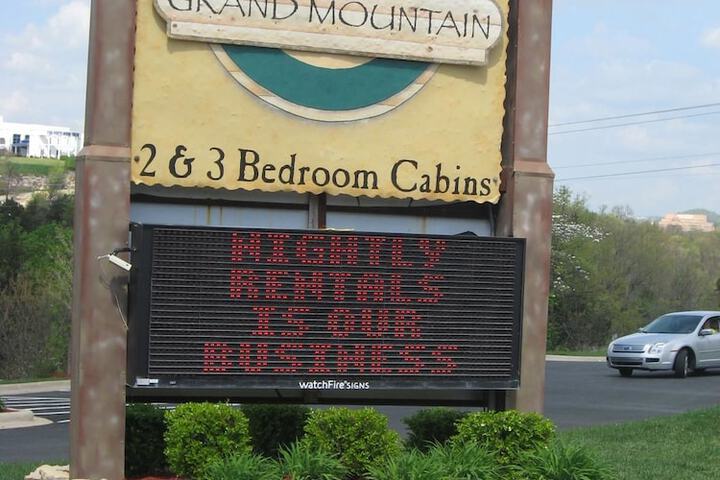 GRAND MOUNTAIN
2 & 3 Bedroom Cabins
NIGHTLY
RENTALS
IS OUR
BUSINESS
watchFire®SIGNS